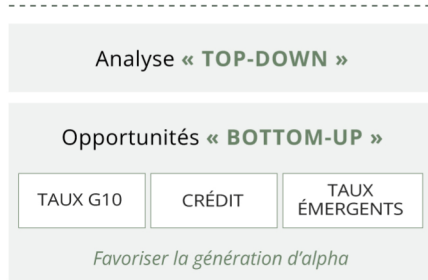 Analyse « TOP-DOWN »
Opportunités « BOTTOM-UP »
TAUX G10
CRÉDIT
TAUX
ÉMERGENTS
Favoriser la génération d’alpha